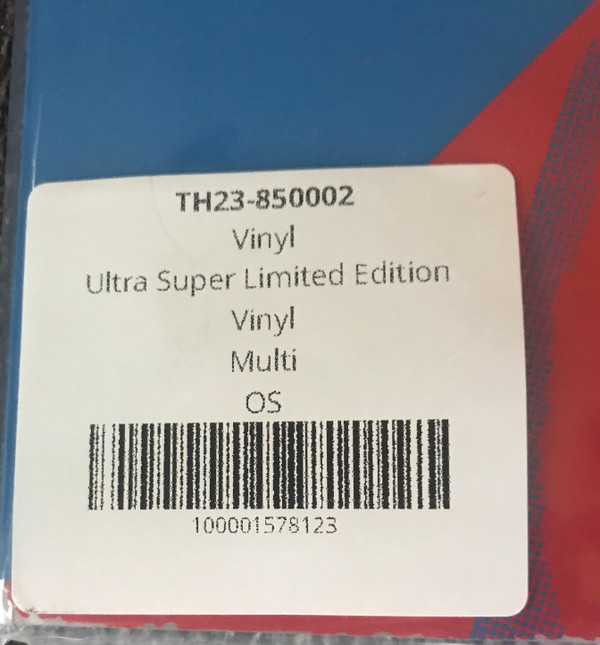 TH23-850002
Vinyl
Ultra Super Limited Edition
Vinyl
Multi
OS
100001578123